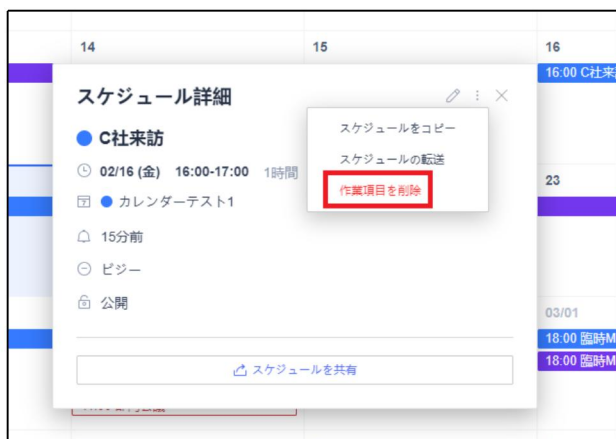 14
15
16
16:00 C社来
スケジュール詳細
C社来訪
02/16 (金) 16:00-17:00 1時間
カレンダーテスト1
15分前
ビジー
公開
スケジュールを共有
スケジュールをコピー
スケジュールの転送
作業項目を削除
23
03/01
18:00 臨時M
18:00 臨時M